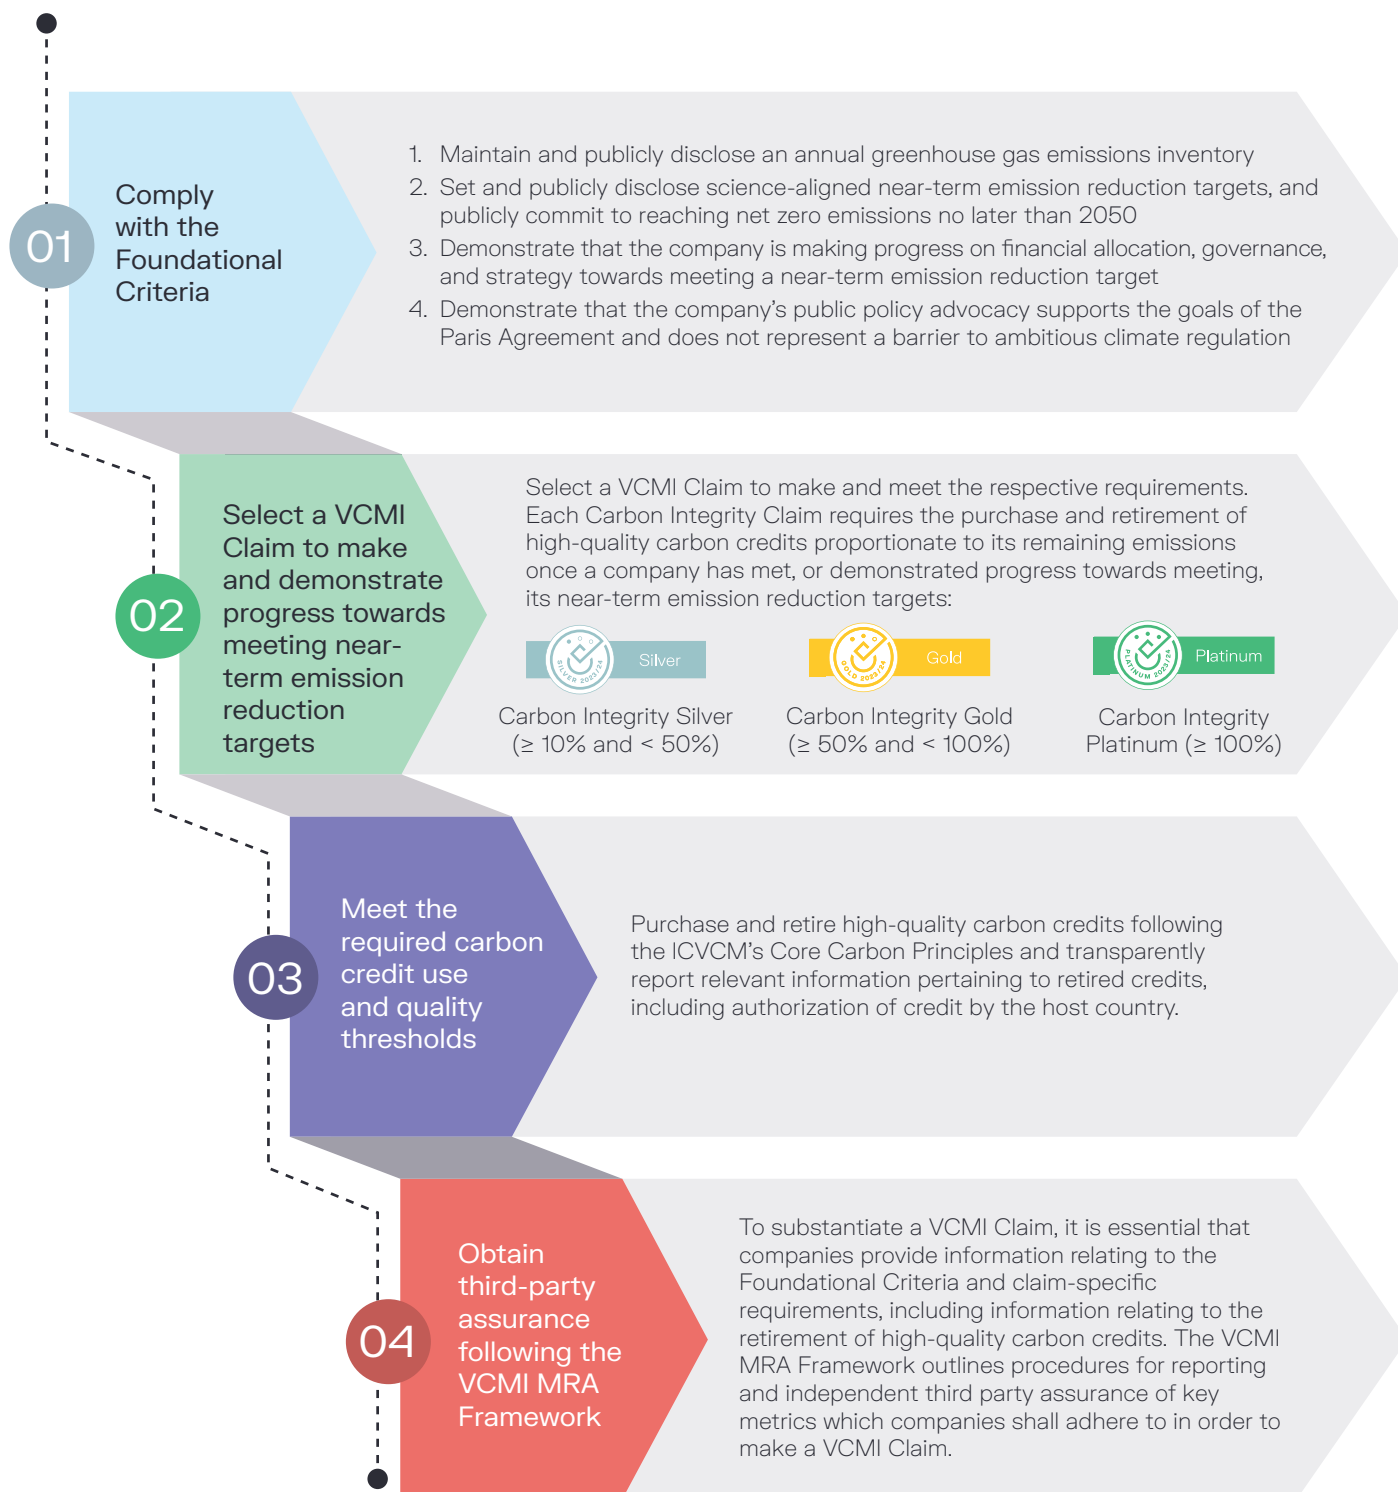 01
Comply
with the
Foundational
Criteria
1. Maintain and publicly disclose an annual greenhouse gas emissions inventory
2. Set and publicly disclose science-aligned near-term emission reduction targets, and
publicly commit to reaching net zero emissions no later than 2050
3. Demonstrate that the company is making progress on financial allocation, governance,
and strategy towards meeting a near-term emission reduction target
4. Demonstrate that the company’s public policy advocacy supports the goals of the
Paris Agreement and does not represent a barrier to ambitious climate regulation
02
Select a VCMI
Claim to make
and demonstrate
progress towards
meeting near-
term emission
reduction
targets
Select a VCMI Claim to make and meet the respective requirements.
Each Carbon Integrity Claim requires the purchase and retirement of
high-quality carbon credits proportionate to its remaining emissions
once a company has met, or demonstrated progress towards meeting,
its near-term emission reduction targets:
SILVER 2023/24
Silver
Carbon Integrity Silver
(≥ 10% and < 50%)
GOLD 2023/24
Gold
Carbon Integrity Gold
(≥ 50% and < 100%)
PLATINUM 2023/24
Platinum
Carbon Integrity
Platinum (≥ 100%)
03
Meet the
required carbon
credit use
and quality
thresholds
Purchase and retire high-quality carbon credits following
the ICVCM’s Core Carbon Principles and transparently
report relevant information pertaining to retired credits,
including authorization of credit by the host country.
04
Obtain
third-party
assurance
following the
VCMI MRA
Framework
To substantiate a VCMI Claim, it is essential that
companies provide information relating to the
Foundational Criteria and claim-specific
requirements, including information relating to the
retirement of high-quality carbon credits. The VCMI
MRA Framework outlines procedures for reporting
and independent third party assurance of key
metrics which companies shall adhere to in order to
make a VCMI Claim.